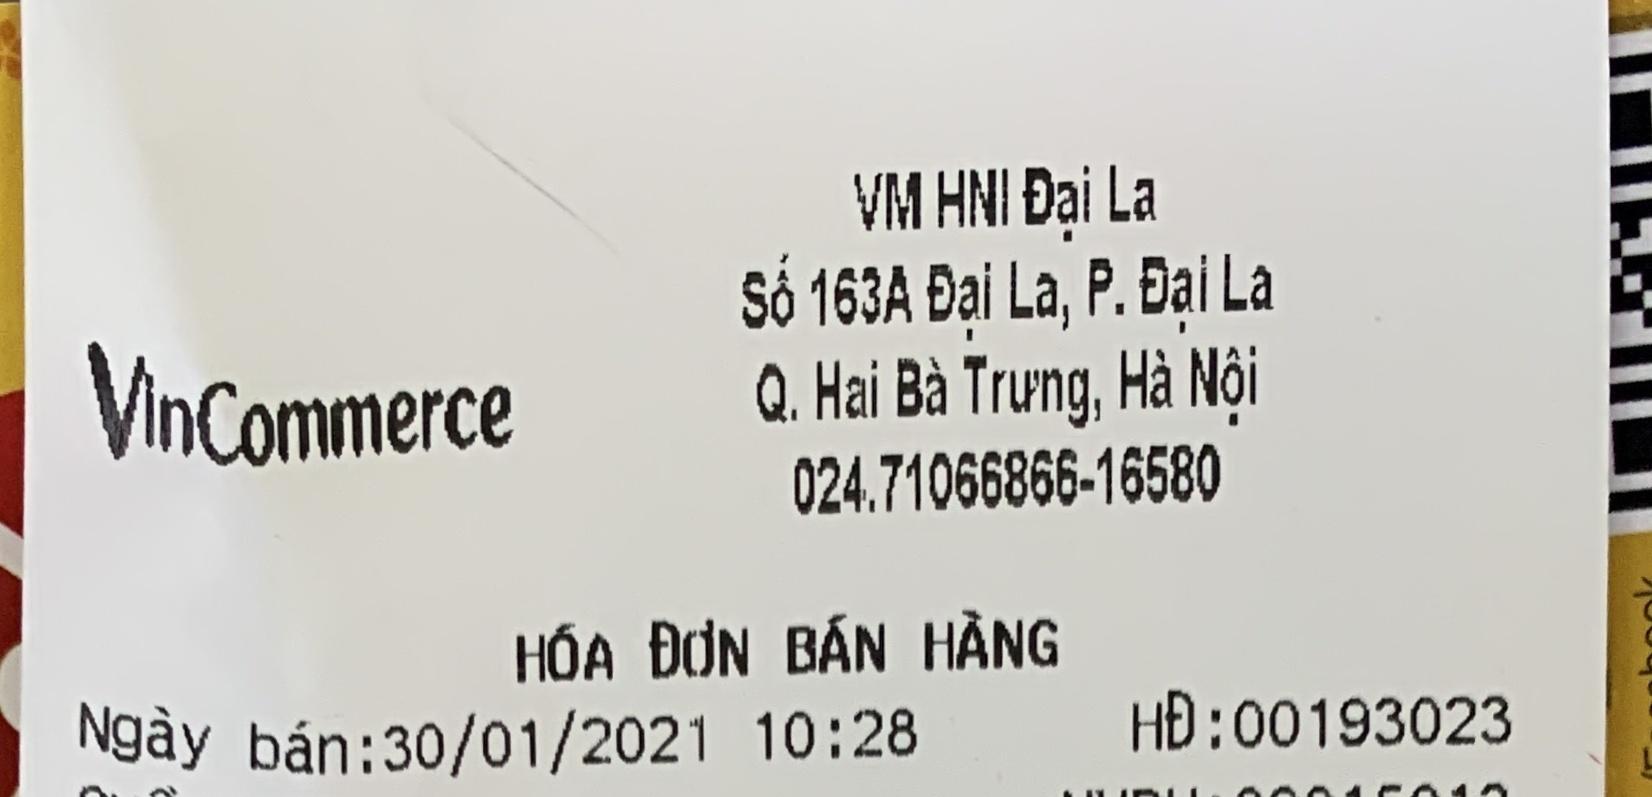 VM HNI Đại La
Số 163A Đại La, P. Đại La
Q. Hai Bà Trưng, Hà Nội
024.71066866-16580
VinCommerce
HÓA ĐƠN BÁN HÀNG
Ngày bán:30/01/2021 10:28 HĐ:00193023